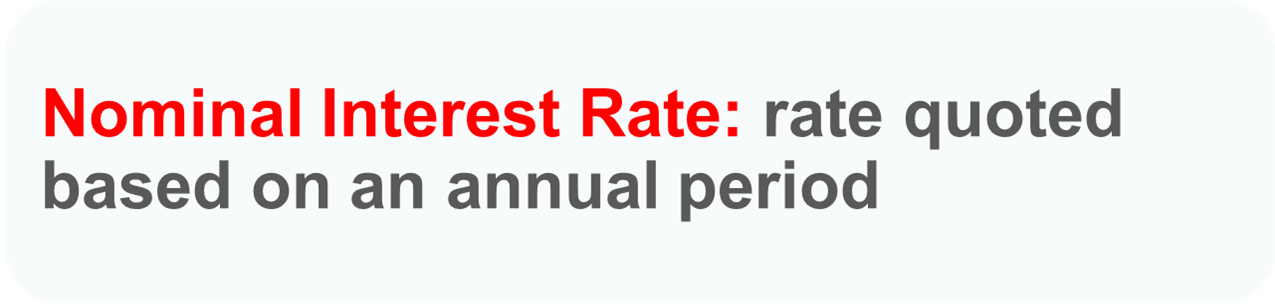 Nominal Interest Rate: rate quoted
based on an annual period